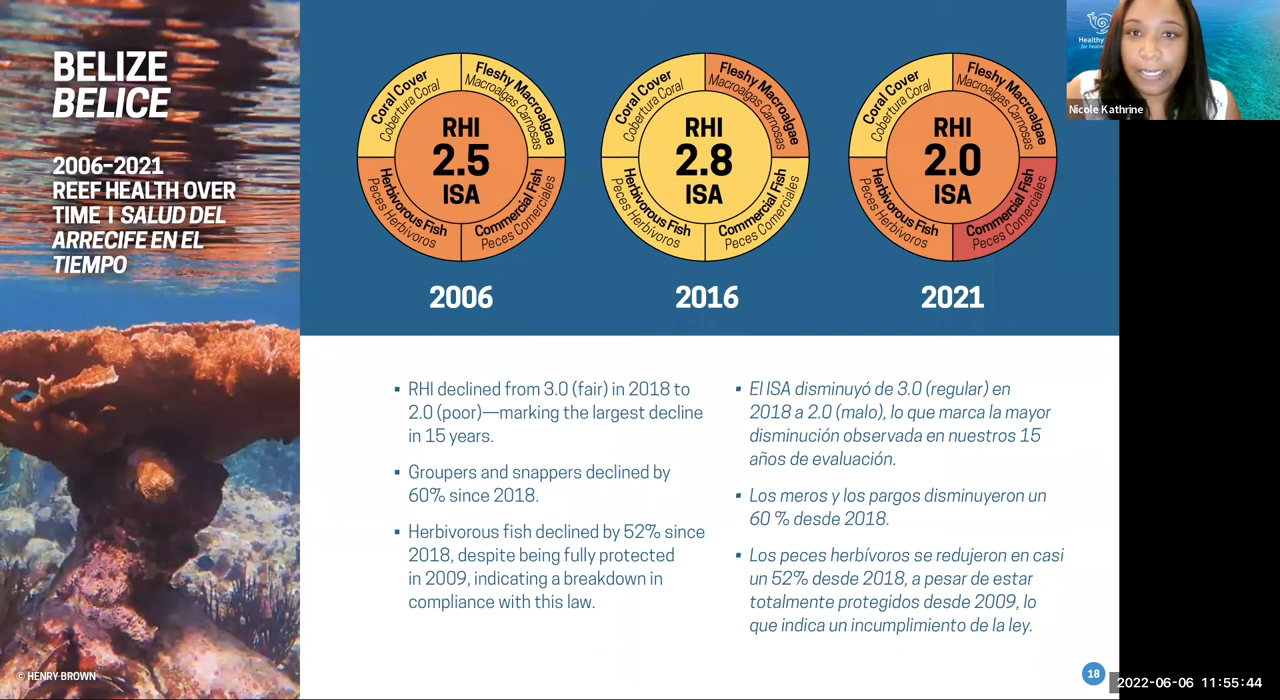 BELIZE
BELICE
2006–2021
REEF HEALTH OVER
TIME | SALUD DEL
ARRECIFE EN EL
TIEMPO
© HENRY BROWN
Coral Cover
Cobertura Coral
Fleshy Macroalgae
Macroalgas Carnosas
RHI
2.5
ISA
Herbivorous Fish
Peces Herbívoros
Commercial Fish
Peces Comerciales
2006
Coral Cover
Cobertura Coral
Fleshy Macroalgae
Macroalgas Carnosas
RHI
2.8
ISA
Herbivorous Fish
Peces Herbívoros
Commercial Fish
Peces Comerciales
2016
Coral Cover
Cobertura Coral
Fleshy Macroalgae
Macroalgas Carnosas
RHI
2.0
ISA
Herbivorous Fish
Peces Herbívoros
Commercial Fish
Peces Comerciales
2021
Healthy
for health
Nicole Kathrine
▪ RHI declined from 3.0 (fair) in 2018 to
2.0 (poor)—marking the largest decline
in 15 years.
▪ Groupers and snappers declined by
60% since 2018.
▪ Herbivorous fish declined by 52% since
2018, despite being fully protected
in 2009, indicating a breakdown in
compliance with this law.
▪ El ISA disminuyó de 3.0 (regular) en
2018 a 2.0 (malo), lo que marca la mayor
disminución observada en nuestros 15
años de evaluación.
▪ Los meros y los pargos disminuyeron un
60 % desde 2018.
▪ Los peces herbívoros se redujeron en casi
un 52% desde 2018, a pesar de estar
totalmente protegidos desde 2009, lo
que indica un incumplimiento de la ley.
18
2022-06-06 11:55:44